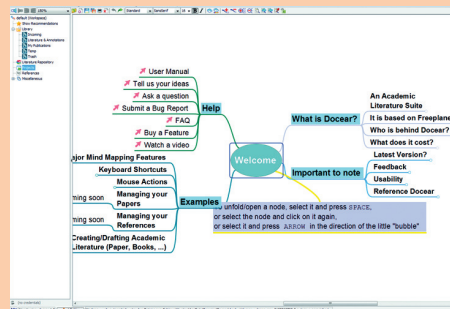 default (Workspace)
Show Recommendations
Library
Incoming
Literature & Annotations
My Publications
Temp
Trash
Literature Repository
Projects
References
Miscellaneous
100%
Standard
SansSerif
User Manual
Tell us your ideas
Ask a question
Submit a Bug Report
FAQ
Buy a Feature
Watch a video
Help
ajor Mind Mapping Features
Keyboard Shortcuts
Mouse Actions
Managing your
Papers
ming soon
Managing your
References
ming soon
Creating/Drafting Academic
Literature (Paper, Books, ...)
Examples
Welcome
What is Docear?
An Academic
Literature Suite
It is based on Freeplane
Who is behind Docear?
What does it cost?
Important to note
Latest Version?
Feedback
Usability
Reference Docear
To unfold/open a node, select it and press SPACE,
or select the node and click on it again,
or select it and press ARROW in the direction of the little "bubble"
(no credentials)